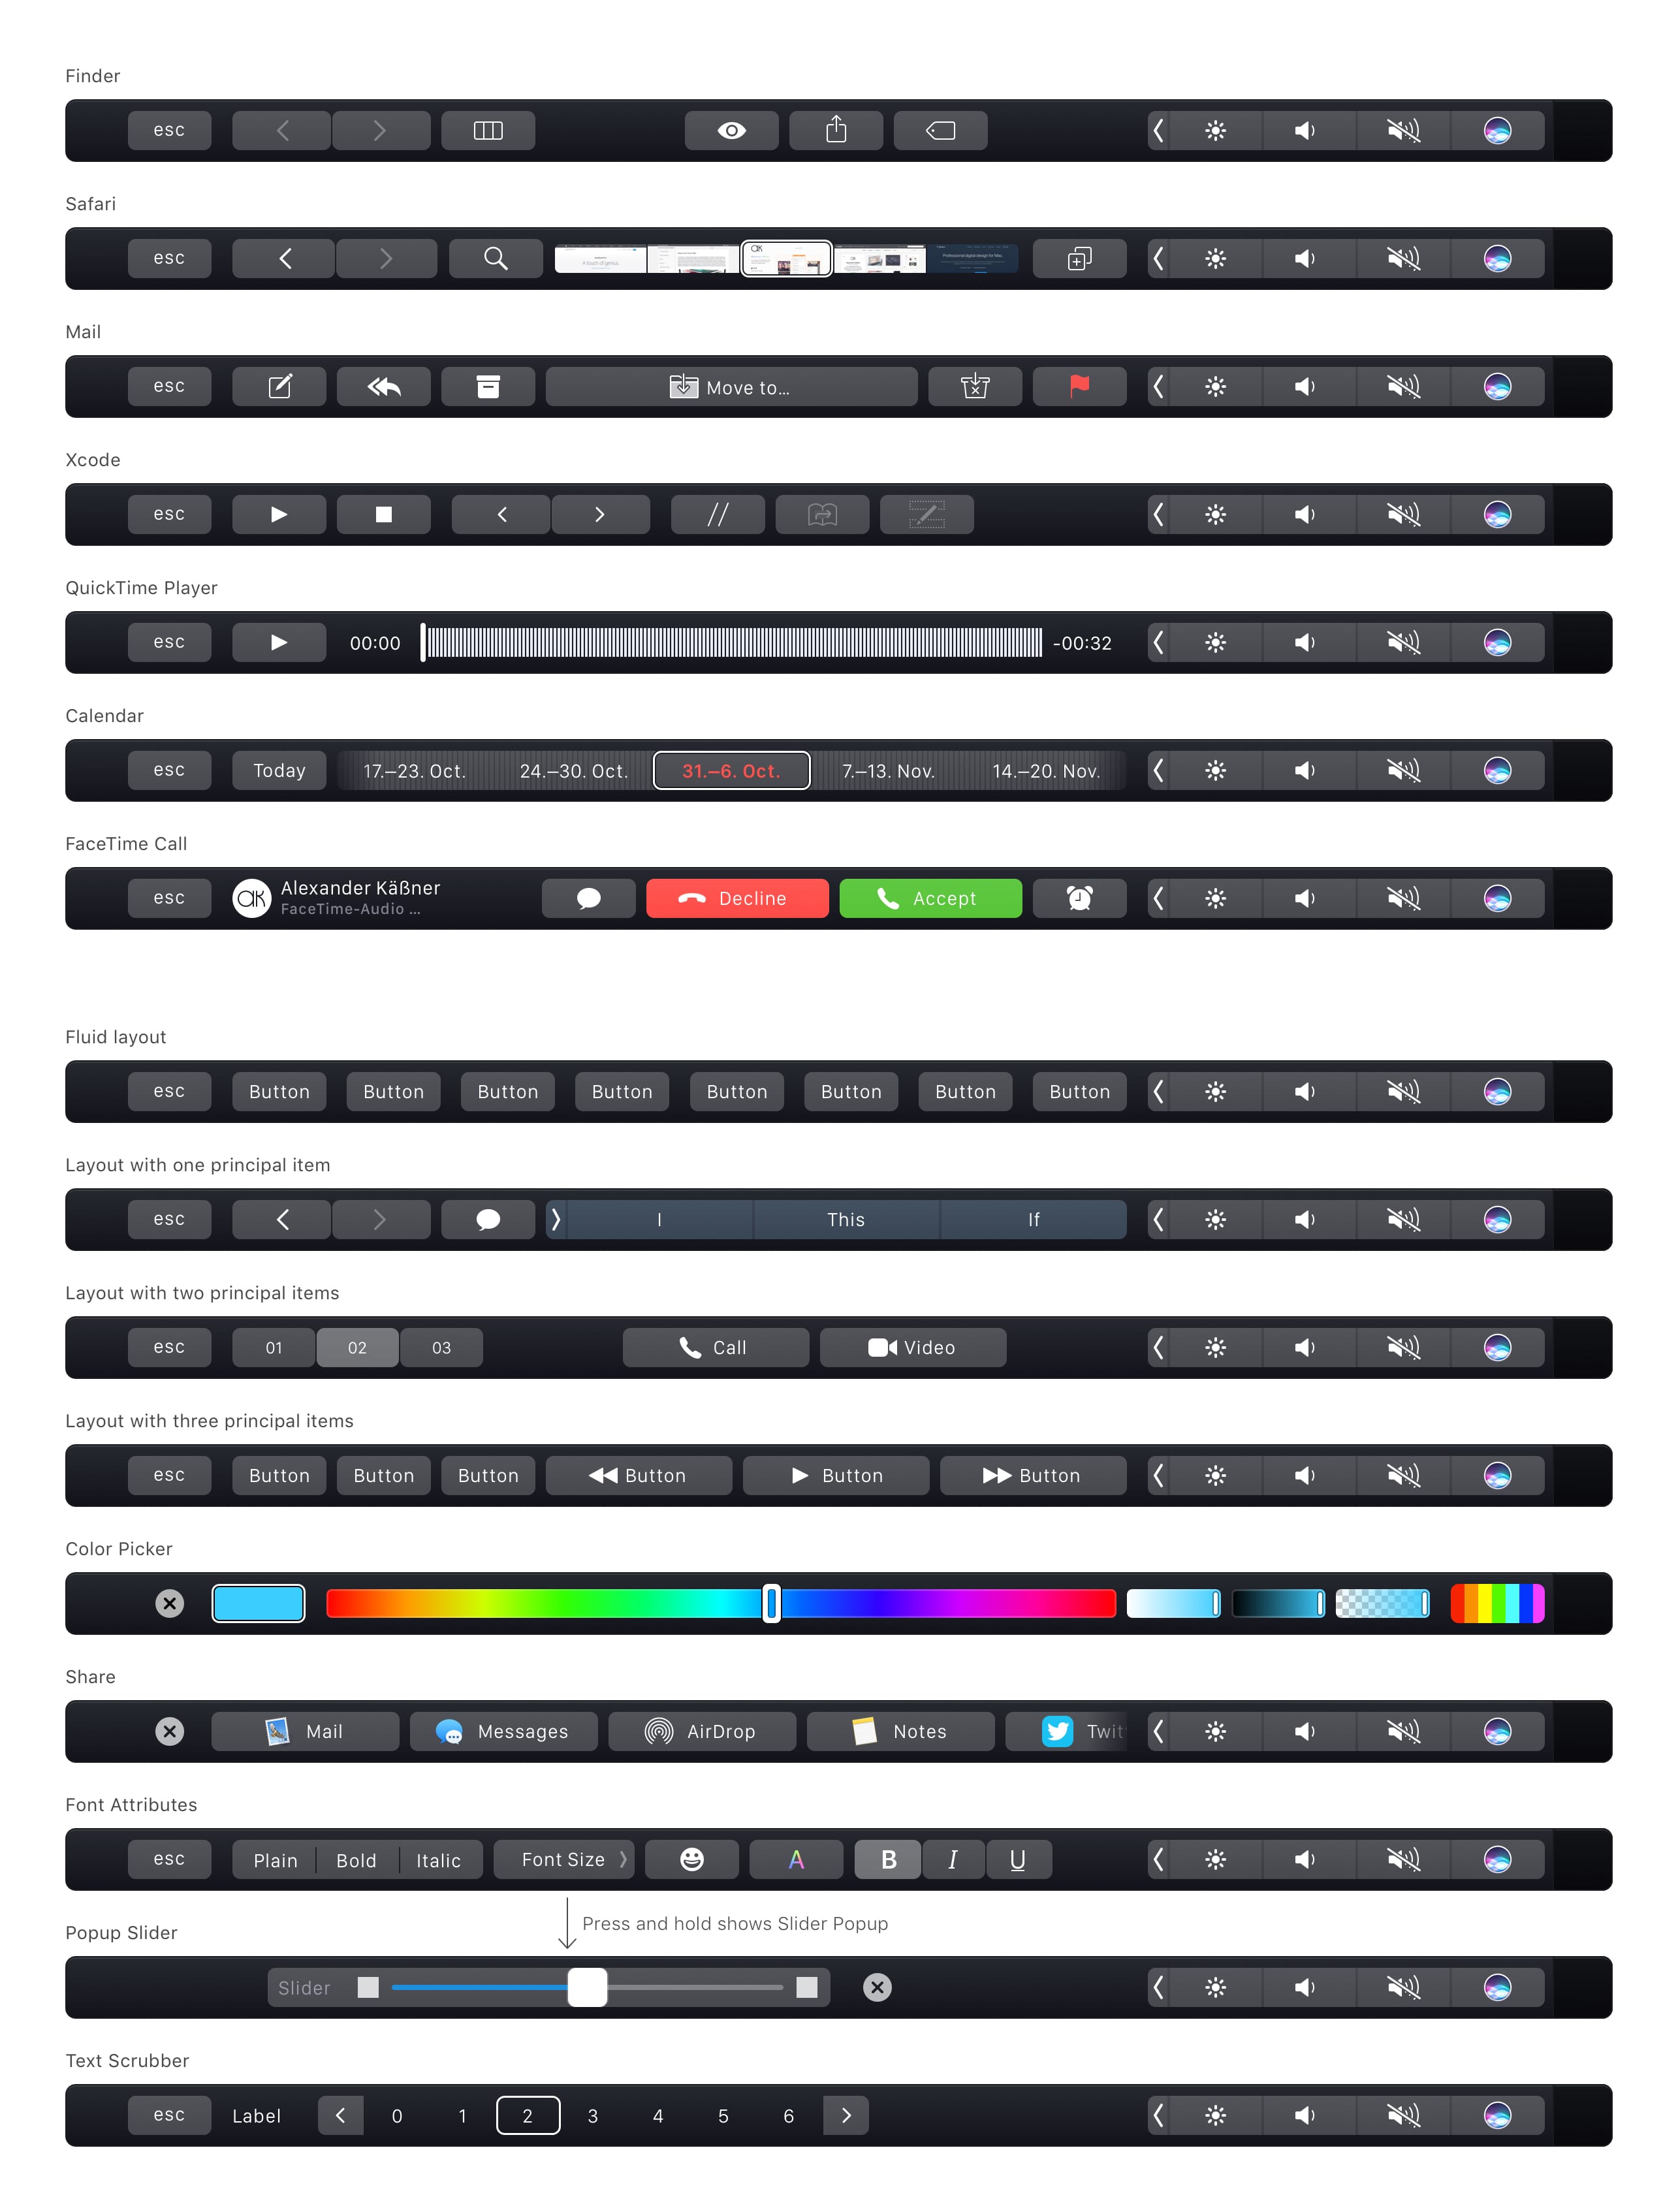 Finder
esc
Safari
esc
Mail
esc Move to...
Xcode
esc
QuickTime Player
esc 00:00 -00:32
Calendar
esc Today 17.–23. Oct. 24.–30. Oct. 31.–6. Oct. 7.–13. Nov. 14.–20. Nov.
FaceTime Call
esc Alexander Käßner Decline Accept
FaceTime-Audio ...
Fluid layout
esc Button Button Button Button Button Button Button Button
Layout with one principal item
esc I This If
Layout with two principal items
esc 01 02 03 Call Video
Layout with three principal items
esc Button Button Button Button Button Button
Color Picker
Share
Mail Messages AirDrop Notes Twit
Font Attributes
esc Plain Bold Italic Font Size A B I U
Press and hold shows Slider Popup
Popup Slider
Slider
Text Scrubber
esc Label 0 1 2 3 4 5 6